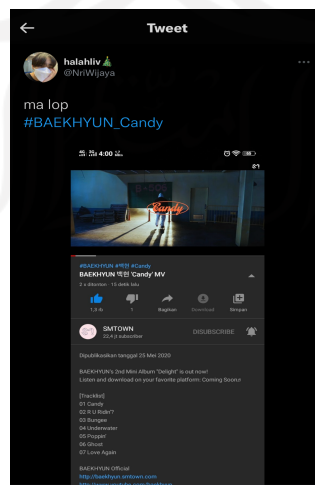 Tweet
halahliv🎄
@NriWijaya
ma lop
#BAEKHYUN_Candy
4:00
Candy
#BAEKHYUN #백현 #Candy
BAEKHYUN 백현 'Candy' MV
2 x ditonton · 15 detik lalu
1,3 rb 1 Bagikan Download Simpan
SMTOWN
22,4 jt subscriber
DISUBSCRIBE
Dipublikasikan tanggal 25 Mei 2020
BAEKHYUN's 2nd Mini Album "Delight" is out now!
Listen and download on your favorite platform: Coming Soon♬
[Tracklist]
01 Candy
02 R U Ridin'?
03 Bungee
04 Underwater
05 Poppin'
06 Ghost
07 Love Again
BAEKHYUN Official
http://baekhyun.smtown.com